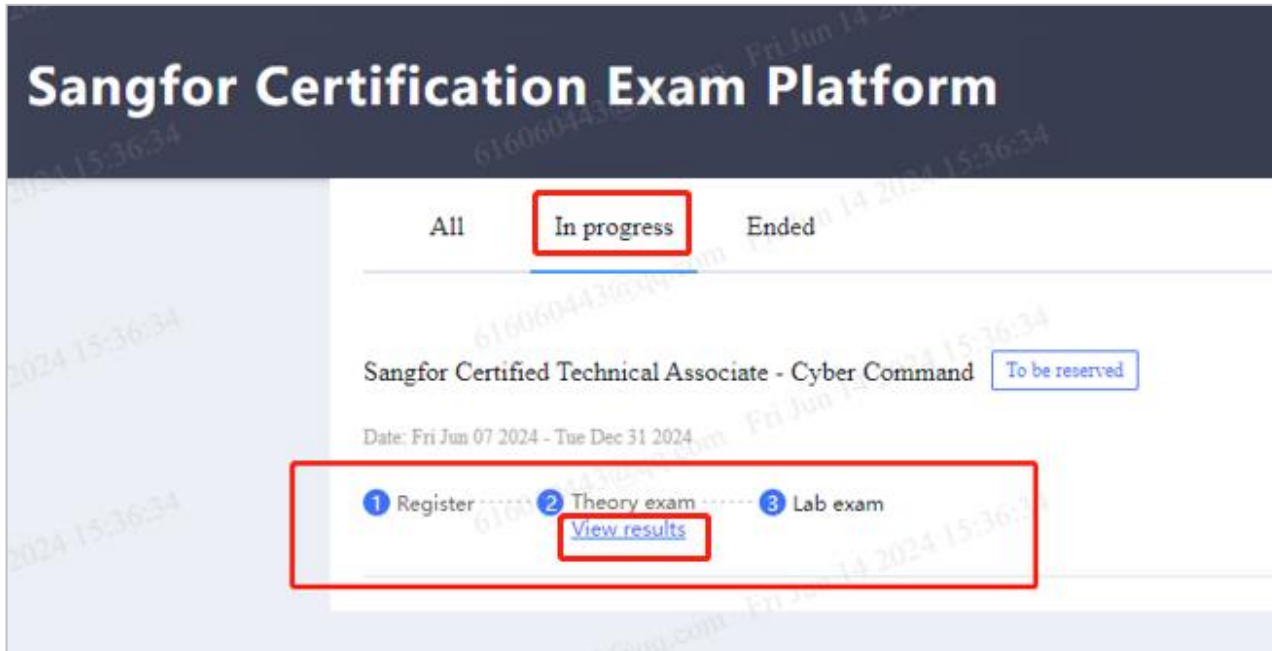 Sangfor Certification Exam Platform
All In progress Ended
Sangfor Certified Technical Associate - Cyber Command To be reserved
Date: Fri Jun 07 2024 - Tue Dec 31 2024
1 Register 2 Theory exam 3 Lab exam
View results